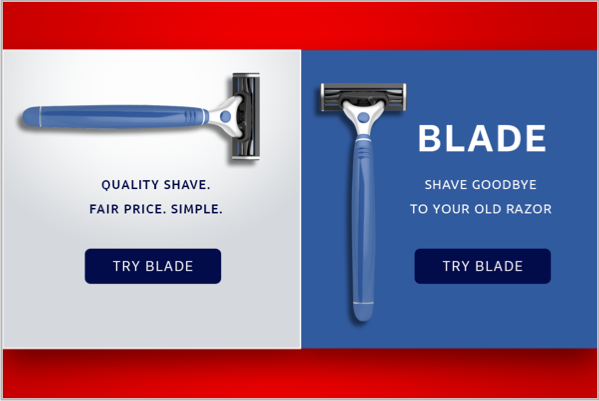 QUALITY SHAVE.
FAIR PRICE. SIMPLE.
TRY BLADE
BLADE
SHAVE GOODBYE
TO YOUR OLD RAZOR
TRY BLADE